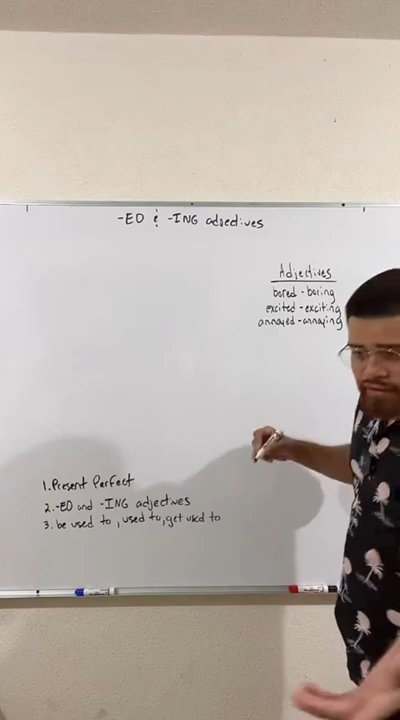 -ED & -ING adjectives
Adjectives
bored - boring
excited - exciting
annoyed - annoying
1. Present Perfect
2. -ED and -ING adjectives
3. be used to, used to, get used to